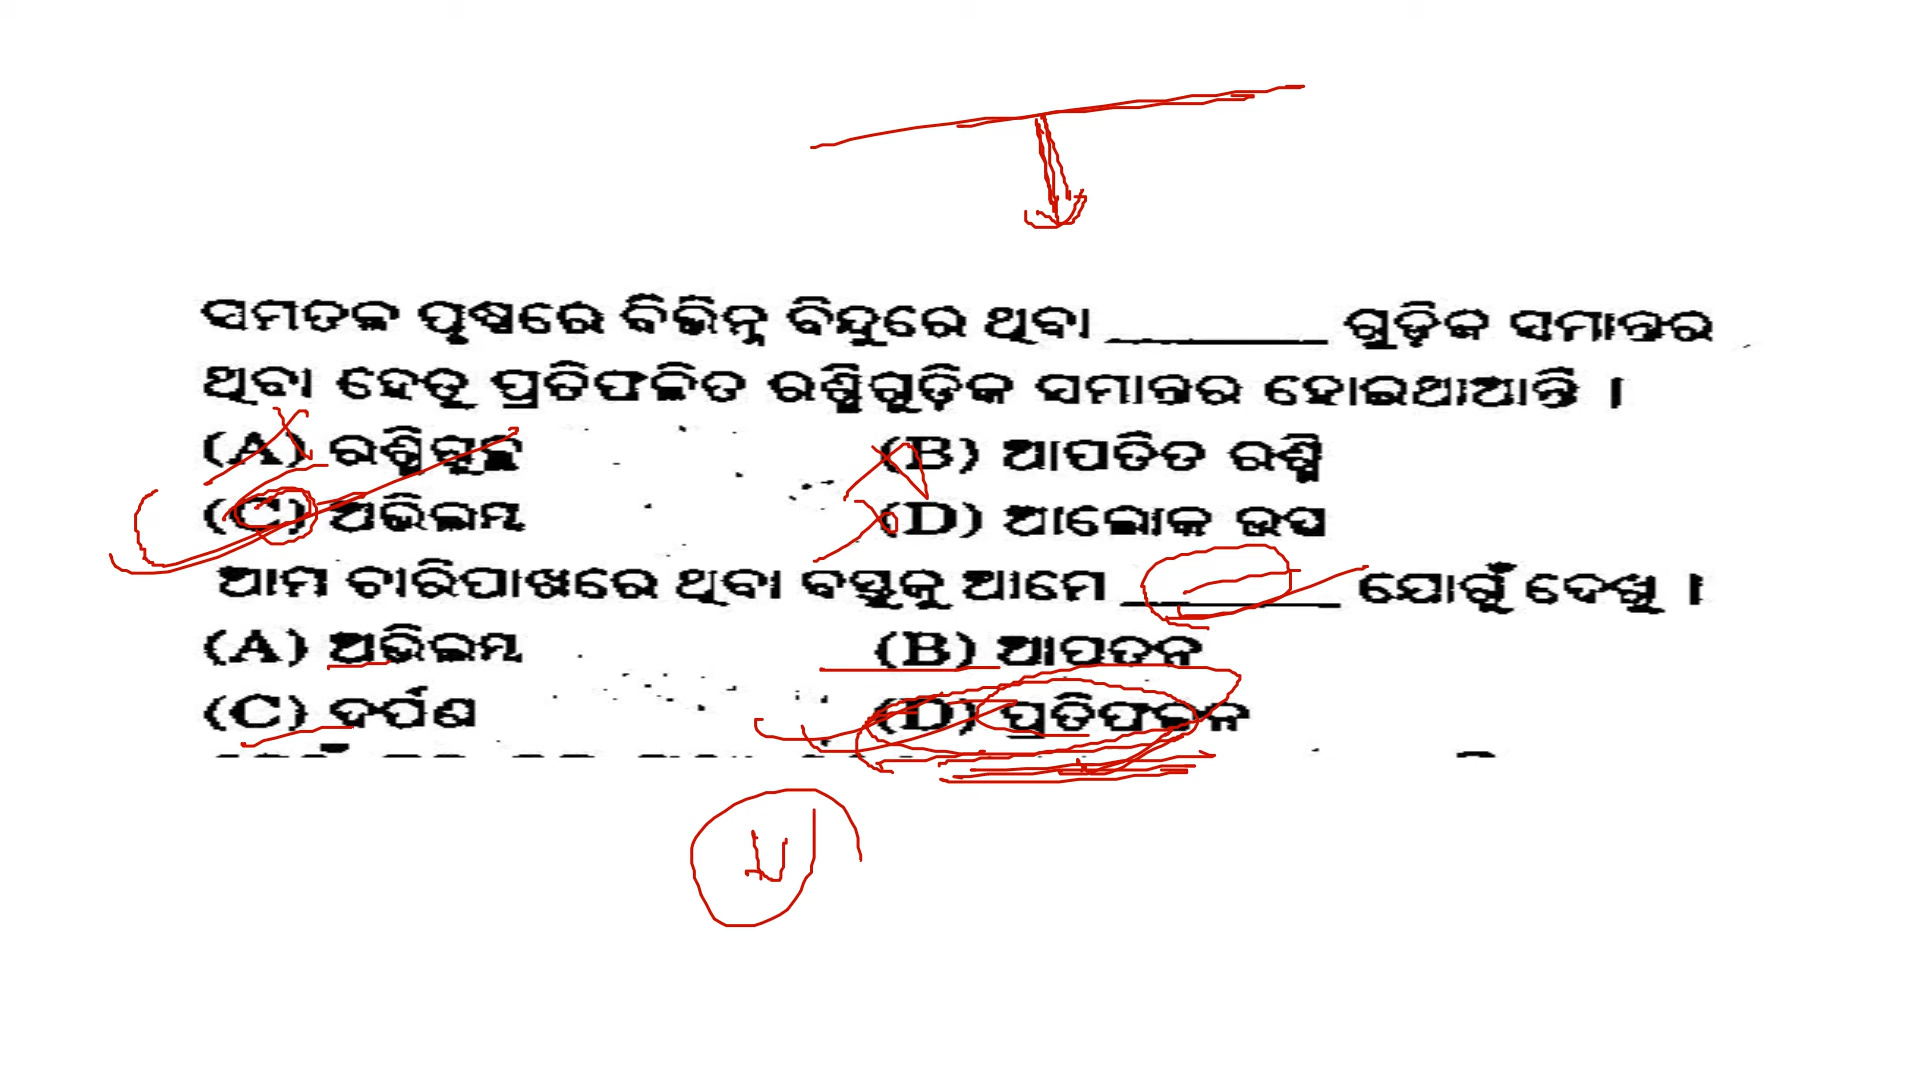 ସମତଳ ପୃଷ୍ଠରେ ବିଭିନ୍ନ ବିନ୍ଦୁରେ ଥିବା ________ ଗୁଡ଼ିକ ସମାନ୍ତର
ଥିବା ହେତୁ ପ୍ରତିଫଳିତ ରଶ୍ମିଗୁଡ଼ିକ ସମାନ୍ତର ହୋଇଥାଆନ୍ତି ।
(A) ରଶ୍ମିଗୁଚ୍ଛ (B) ଆପତିତ ରଶ୍ମି
(C) ଅଭିଲମ୍ବ (D) ଆଲୋକ ଉତ୍ସ
ଆମ ଚାରିପାଖରେ ଥିବା ବସ୍ତୁକୁ ଆମେ ________ ଯୋଗୁଁ ଦେଖୁ ।
(A) ଅଭିଲମ୍ବ (B) ଆପତନ
(C) ଦର୍ପଣ (D) ପ୍ରତିଫଳନ